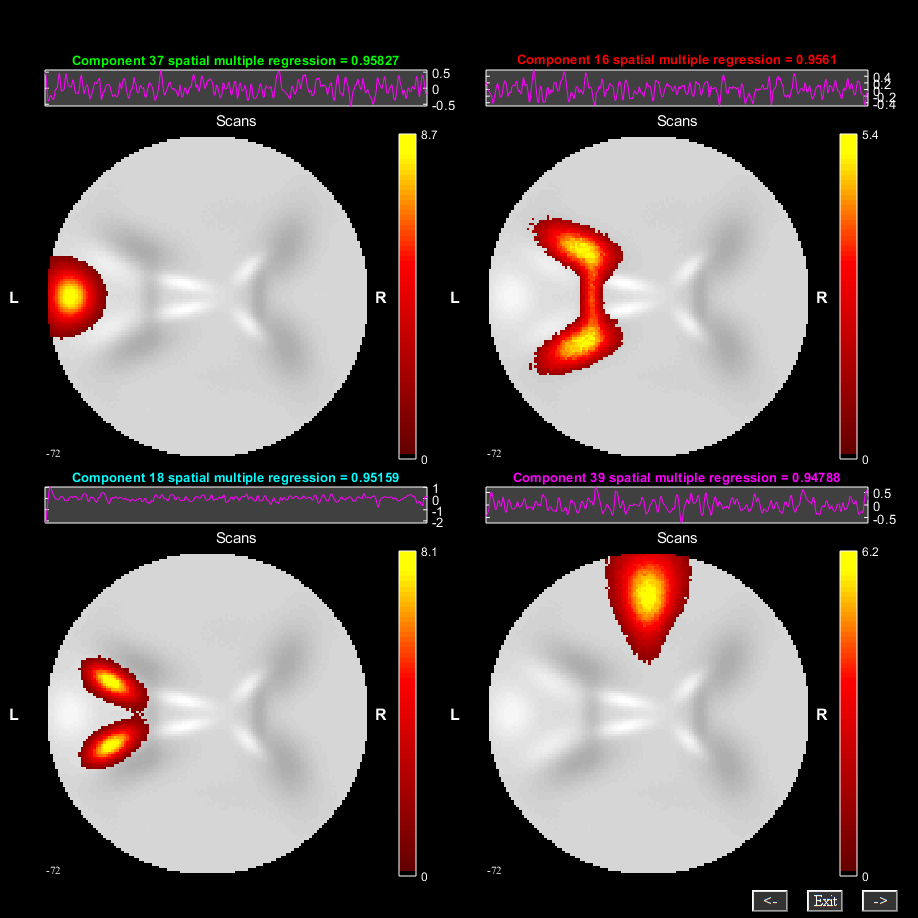 Component 37 spatial multiple regression = 0.95827
0.5
0
-0.5
Scans
8.7
L
R
-72
0
Component 16 spatial multiple regression = 0.9561
0.4
0.2
0
-0.2
-0.4
Scans
5.4
L
R
-72
0
Component 18 spatial multiple regression = 0.95159
1
0
-1
-2
Scans
8.1
L
R
-72
0
Component 39 spatial multiple regression = 0.94788
0.5
0
-0.5
Scans
6.2
L
R
-72
0
<- Exit ->